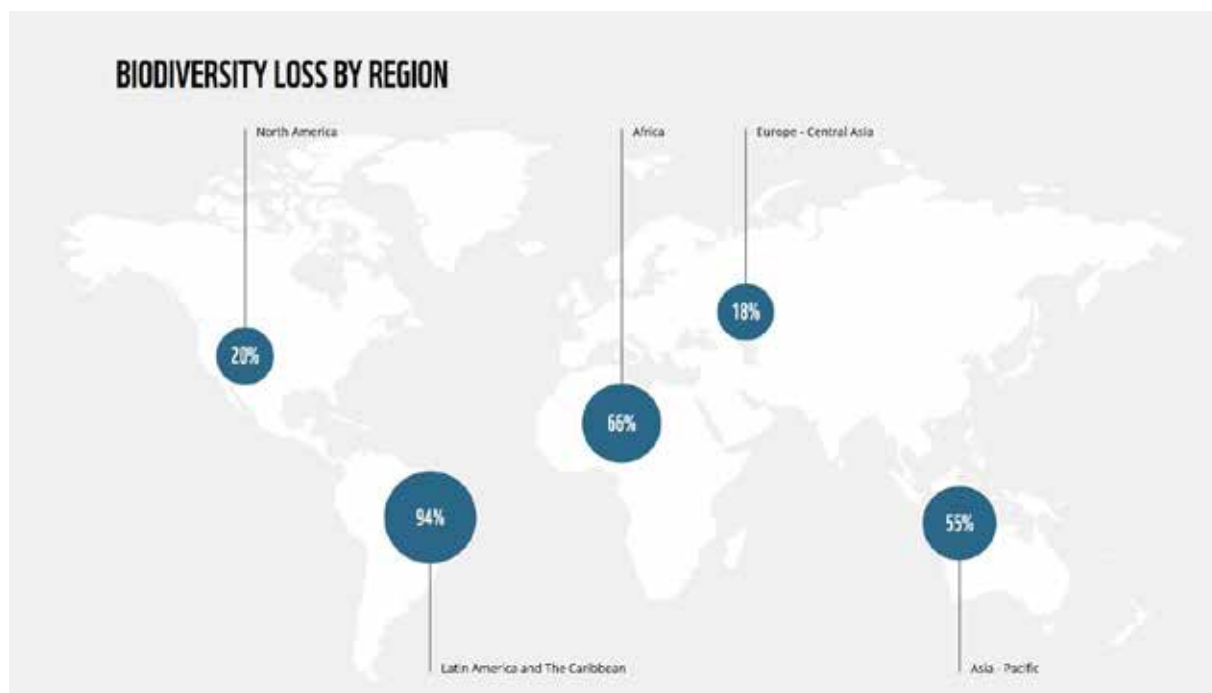 BIODIVERSITY LOSS BY REGION
North America
Africa
Europe - Central Asia
18%
20%
66%
94%
55%
Latin America and The Caribbean
Asia - Pacific